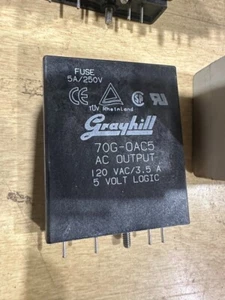 FUSE
5A/250V
TÜV Rheinland
Grayhill
70G-OAC5
AC OUTPUT
120 VAC/3.5 A
5 VOLT LOGIC